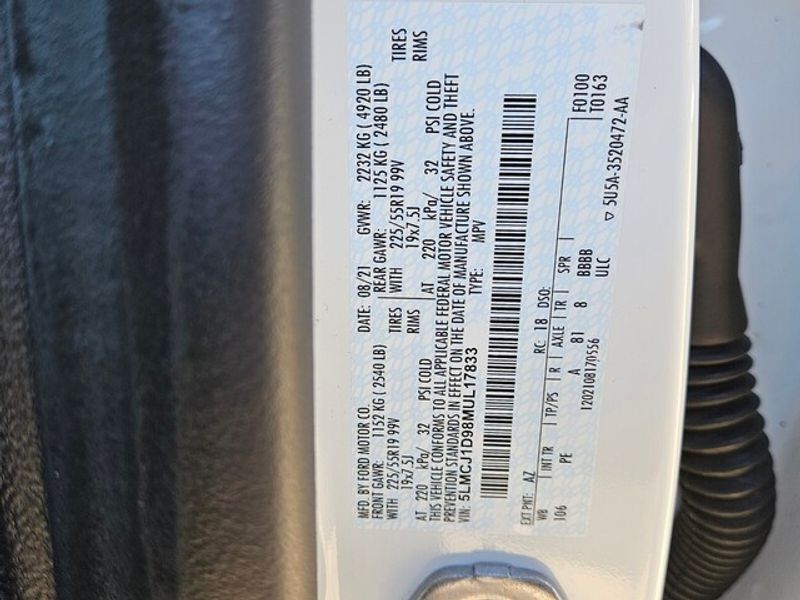 MFD. BY FORD MOTOR CO. DATE: 08/21 GVWR: 2232 KG ( 4920 LB)
FRONT GAWR: 1152 KG ( 2540 LB) REAR GAWR: 1125 KG ( 2480 LB)
WITH 225/55R19 99V TIRES WITH 225/55R19 99V TIRES
19x7.5J RIMS 19x7.5J RIMS
AT 220 kPa/ 32 PSI COLD AT 220 kPa/ 32 PSI COLD
THIS VEHICLE CONFORMS TO ALL APPLICABLE FEDERAL MOTOR VEHICLE SAFETY AND THEFT
PREVENTION STANDARDS IN EFFECT ON THE DATE OF MANUFACTURE SHOWN ABOVE.
VIN: 5LMCJ1D98MUL17833 TYPE: MPV
EXT PNT: AZ RC: 18 DSO: F0100
WB INT TR TP/PS R AXLE TR SPR T0163
106 PE A 81 8 BBBB
1202108170556 ULC
▽ 5U5A-3520472-AA